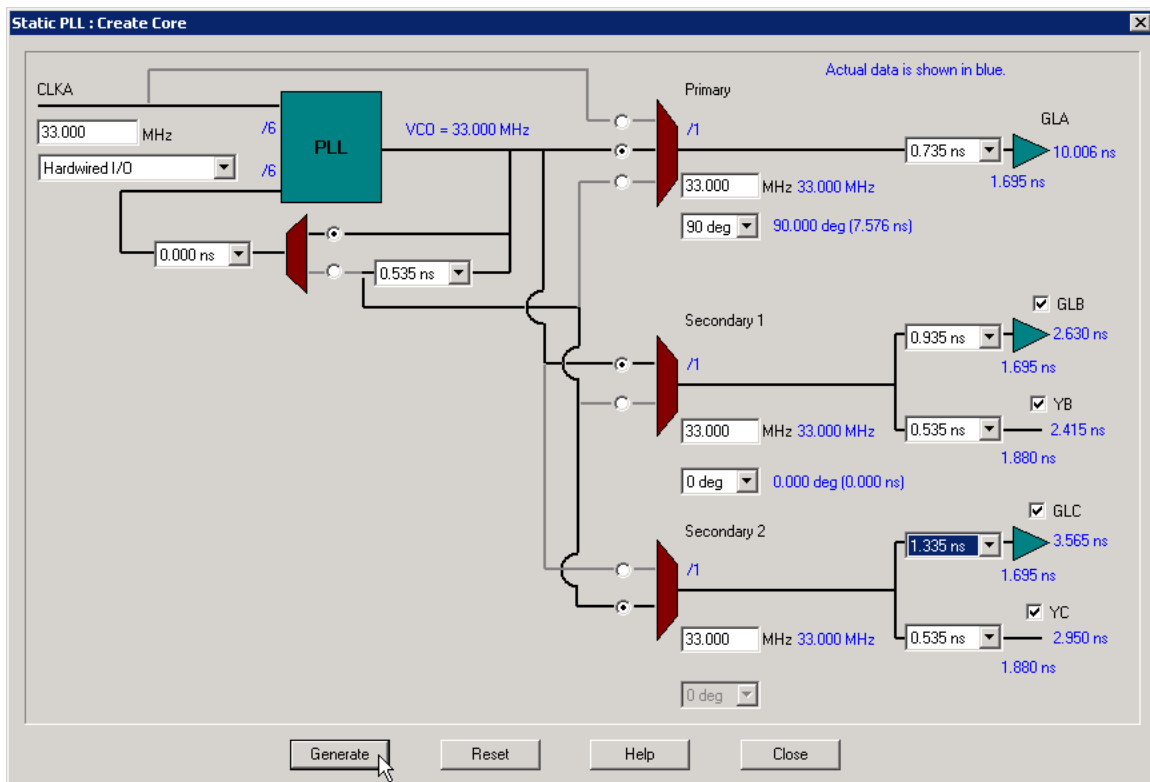 Static PLL : Create Core
Actual data is shown in blue.
CLKA
33.000 MHz
Hardwired I/O
/6
/6
PLL
VCO = 33.000 MHz
0.000 ns
0.535 ns
Primary
/1
33.000 MHz 33.000 MHz
90 deg 90.000 deg (7.576 ns)
GLA
0.735 ns
10.006 ns
1.695 ns
Secondary 1
/1
33.000 MHz 33.000 MHz
0 deg 0.000 deg (0.000 ns)
GLB
0.935 ns
2.630 ns
1.695 ns
YB
0.535 ns
2.415 ns
1.880 ns
Secondary 2
/1
33.000 MHz 33.000 MHz
0 deg
GLC
1.335 ns
3.565 ns
1.695 ns
YC
0.535 ns
2.950 ns
1.880 ns
Generate Reset Help Close